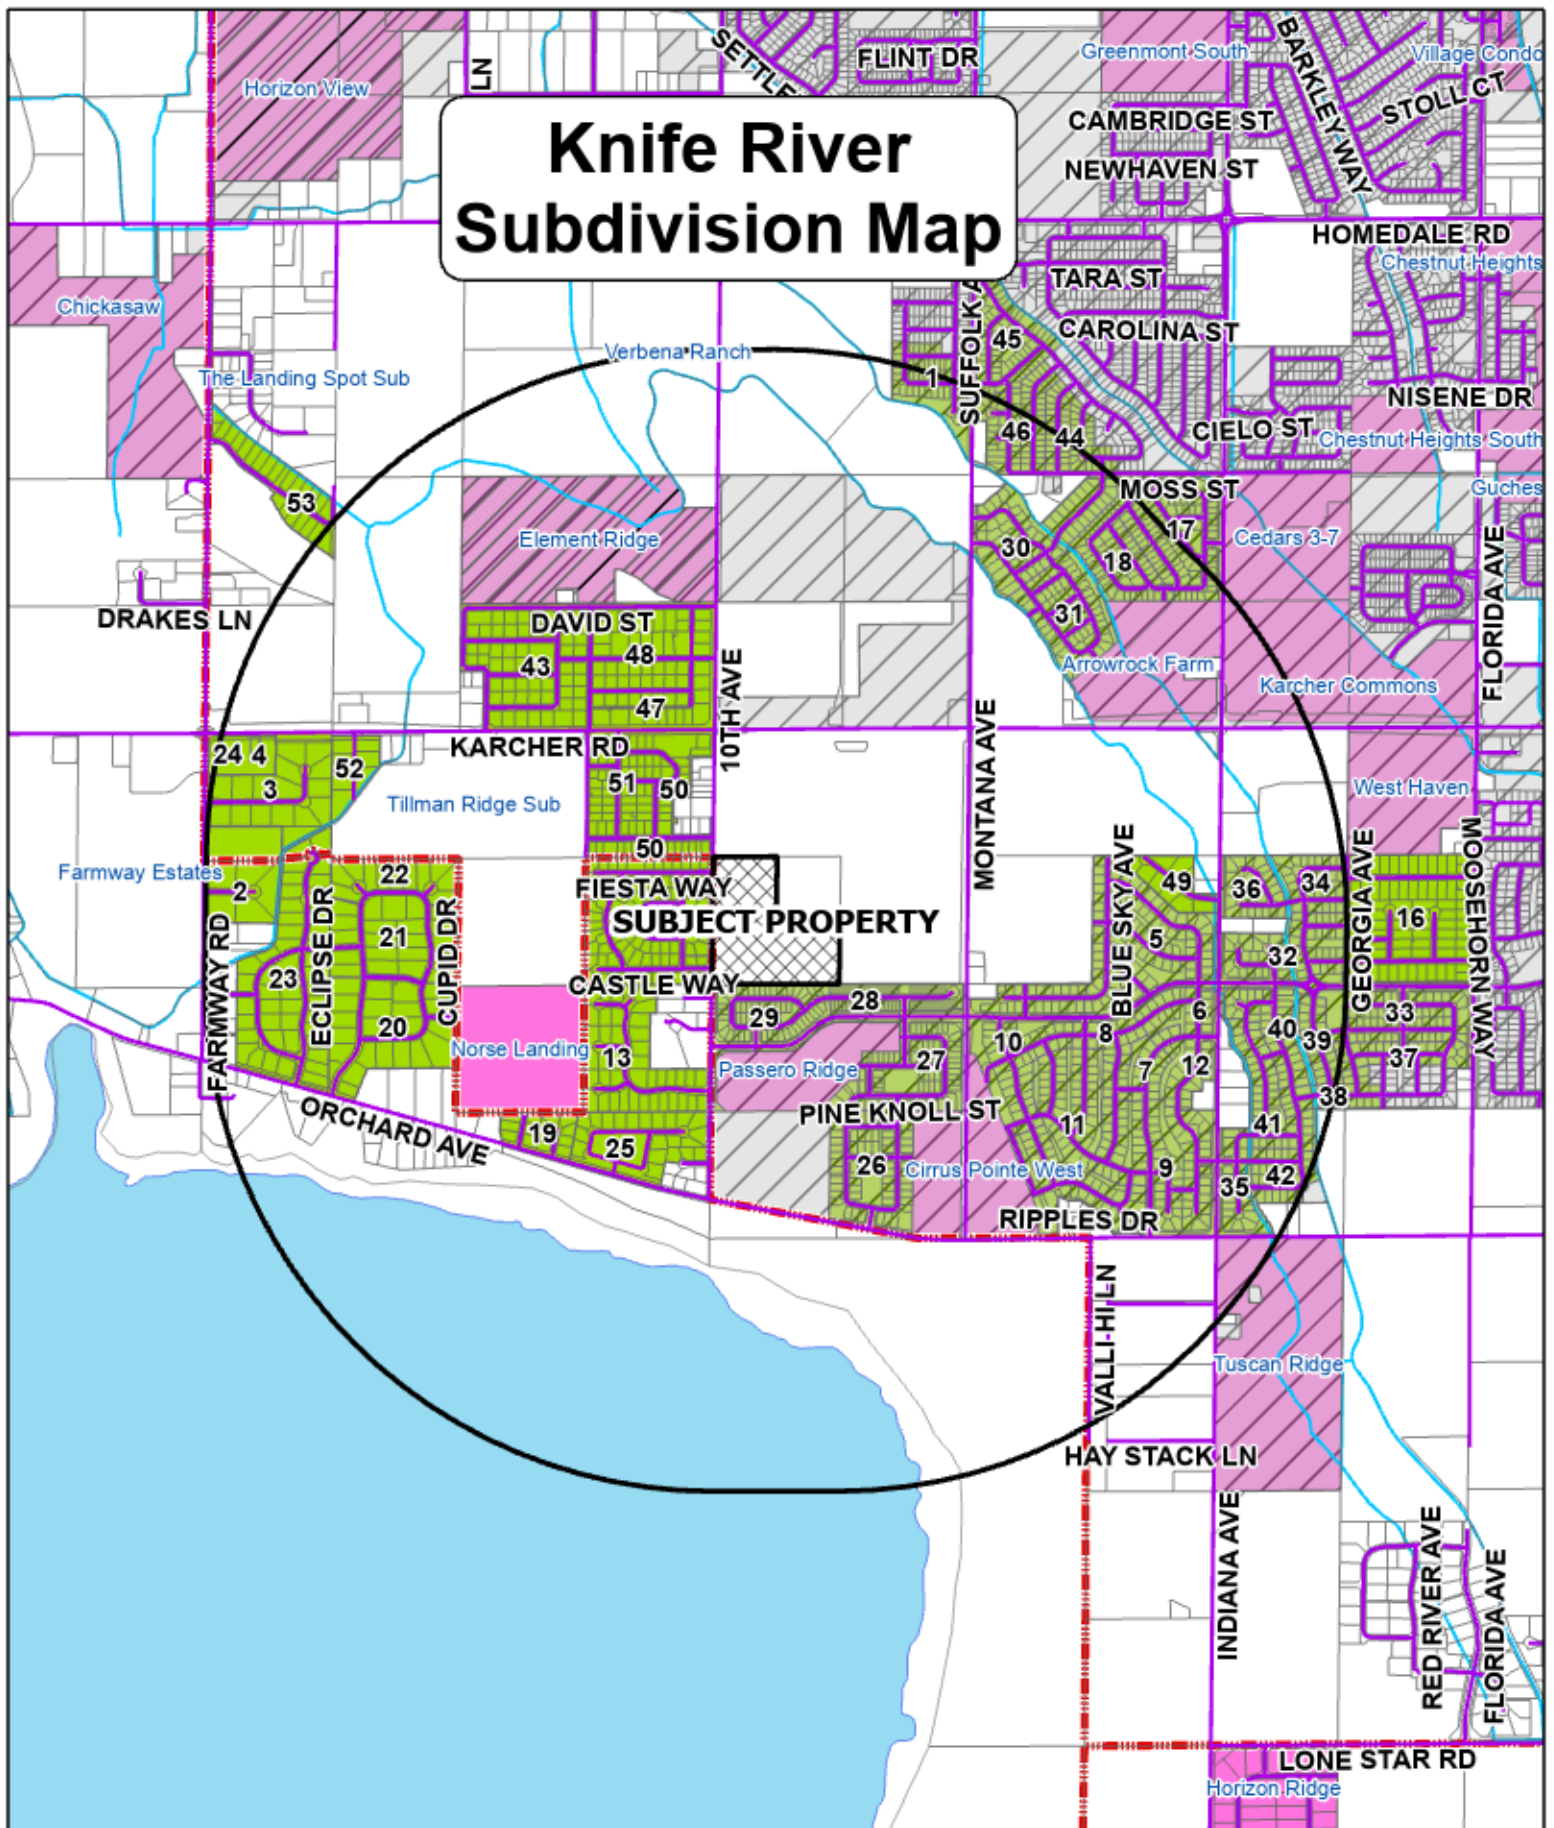 Knife River
Subdivision Map
Horizon View
LN
FLINT DR
Greenmont South
BARKLEY WAY
Village Condo
STOLL CT
CAMBRIDGE ST
NEWHAVEN ST
HOMEDALE RD
Chestnut Heights
TARA ST
CAROLINA ST
SUFFOLK A
45
Chickasaw
Verbena Ranch
The Landing Spot Sub
1
NISENE DR
46
44
CIELO ST
Chestnut Heights South
MOSS ST
Guches
53
17
Element Ridge
30
18
Cedars 3-7
FLORIDA AVE
DRAKES LN
DAVID ST
31
43
48
10TH AVE
Arrowrock Farm
Karcher Commons
47
MONTANA AVE
24
4
KARCHER RD
3
52
51
50
Tillman Ridge Sub
West Haven
50
Farmway Estates
2
22
FIESTA WAY
BLUE SKY AVE
49
36
34
GEORGIA AVE
MOOSEHORN WAY
16
SUBJECT PROPERTY
FARMWAY RD
ECLIPSE DR
21
CUPID DR
5
32
23
CASTLE WAY
28
29
6
33
20
40
39
10
8
Norse Landing
13
Passero Ridge
27
7
12
37
38
ORCHARD AVE
PINE KNOLL ST
11
41
19
25
26
Cirrus Pointe West
9
35
42
RIPPLES DR
VALLI-HI LN
Tuscan Ridge
HAY STACK LN
INDIANA AVE
RED RIVER AVE
FLORIDA AVE
LONE STAR RD
Horizon Ridge